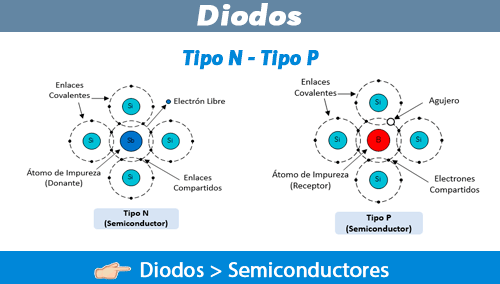 Diodos
Tipo N - Tipo P
Enlaces
Covalentes
Si
Electrón Libre
Si
Sb
Si
Átomo de Impureza
(Donante)
Si
Enlaces
Compartidos
Tipo N
(Semiconductor)
Enlaces
Covalentes
Si
Agujero
Si
B
Si
Átomo de Impureza
(Receptor)
Si
Electrones
Compartidos
Tipo P
(Semiconductor)
Diodos > Semiconductores